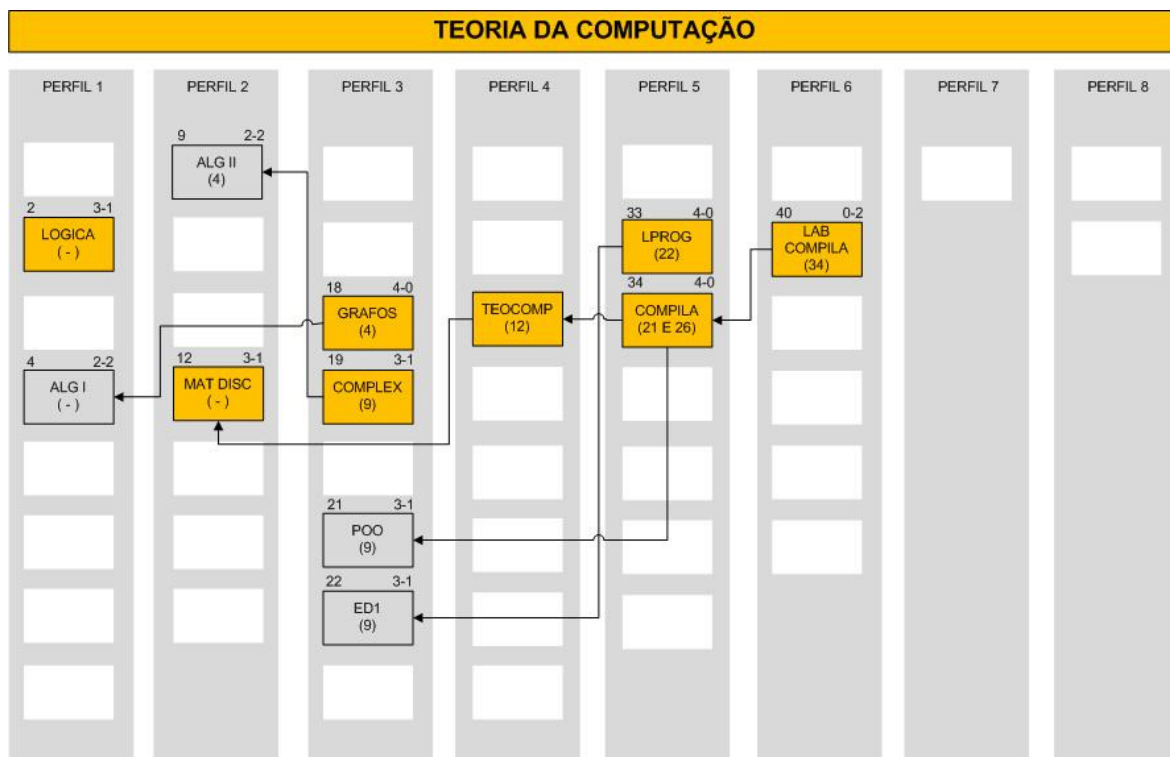 TEORIA DA COMPUTAÇÃO
PERFIL 1
PERFIL 2
PERFIL 3
PERFIL 4
PERFIL 5
PERFIL 6
PERFIL 7
PERFIL 8
2 3-1
LOGICA
( - )
4 2-2
ALG I
( - )
9 2-2
ALG II
(4)
12 3-1
MAT DISC
( - )
18 4-0
GRAFOS
(4)
19 3-1
COMPLEX
(9)
21 3-1
POO
(9)
22 3-1
ED1
(9)
TEOCOMP
(12)
33 4-0
LPROG
(22)
34 4-0
COMPILA
(21 E 26)
40 0-2
LAB
COMPILA
(34)